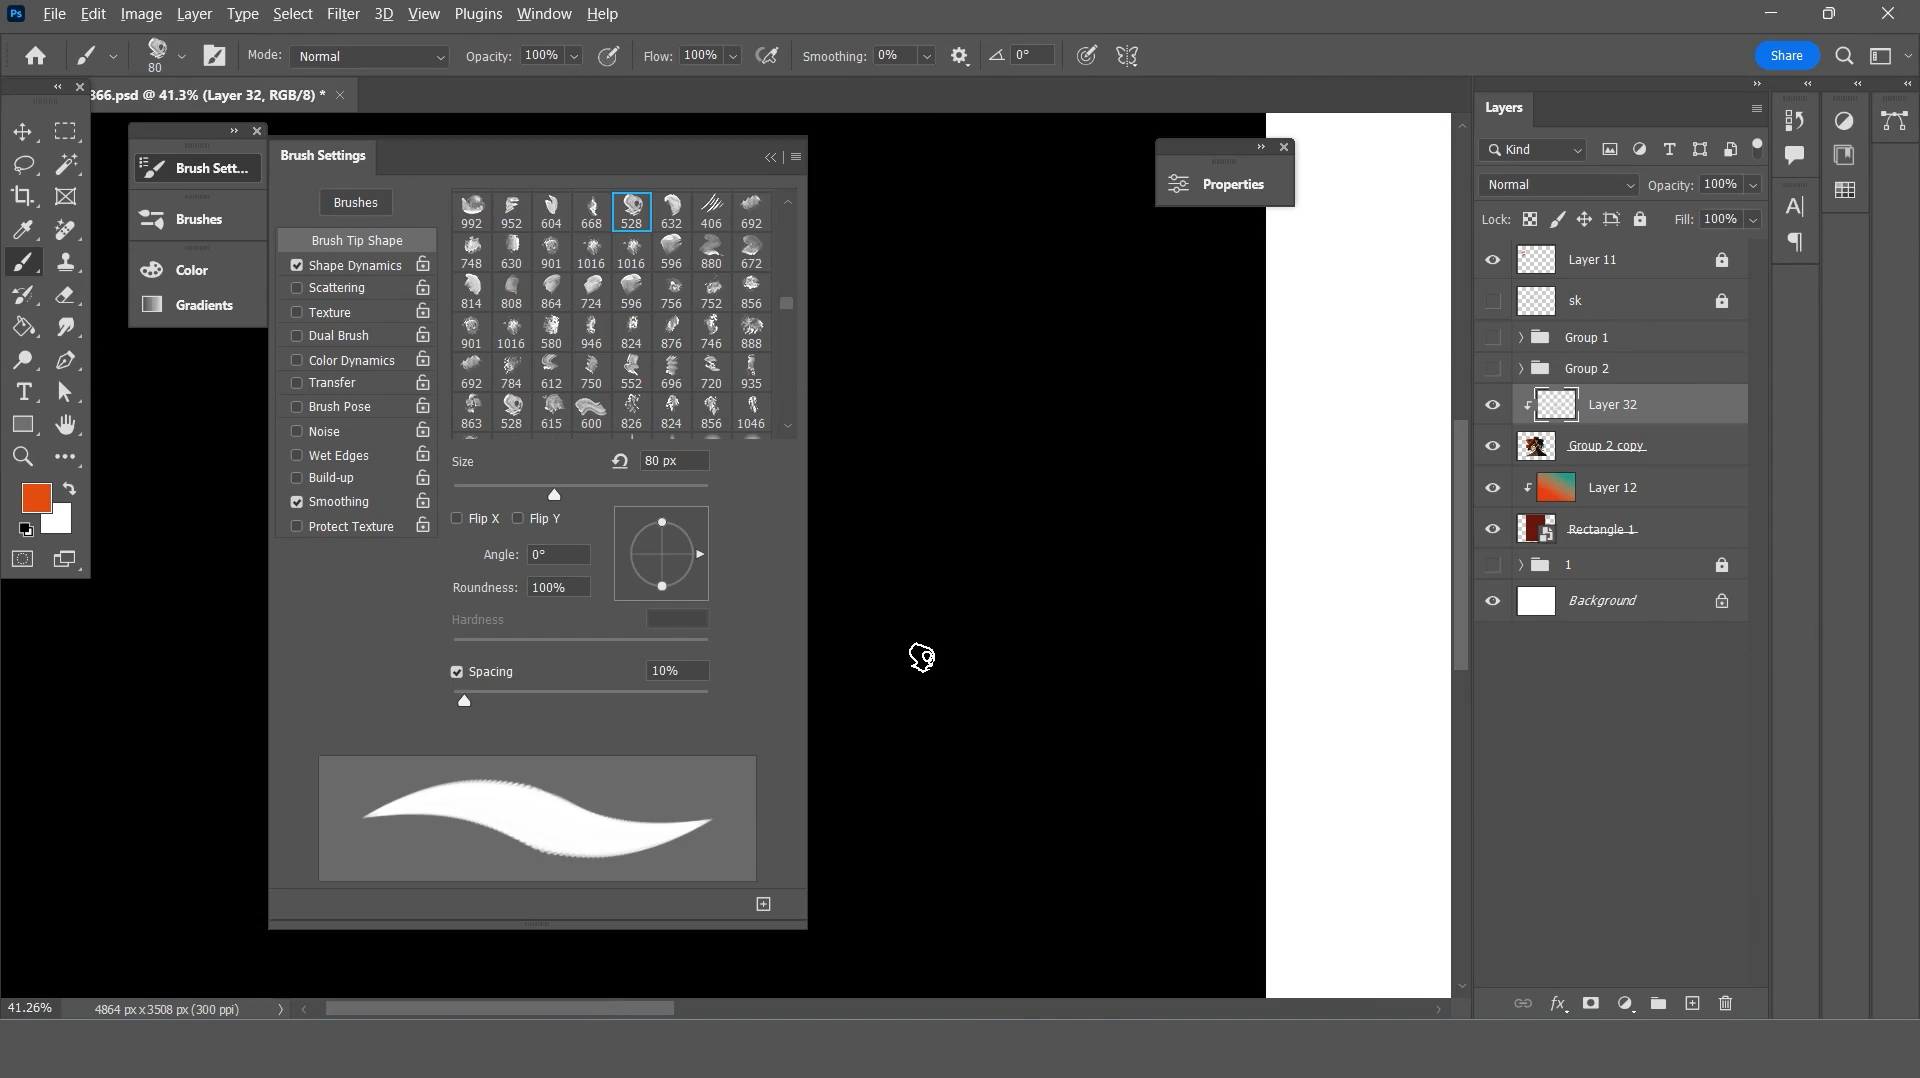 Ps File Edit Image Layer Type Select Filter 3D View Plugins Window Help
80 Mode: Normal Opacity: 100% Flow: 100% Smoothing: 0% 0° Share
366.psd @ 41.3% (Layer 32, RGB/8) *
Brush Sett...
Brushes
Color
Gradients
Brush Settings
Brushes
Brush Tip Shape
Shape Dynamics
Scattering
Texture
Dual Brush
Color Dynamics
Transfer
Brush Pose
Noise
Wet Edges
Build-up
Smoothing
Protect Texture
992 952 604 668 528 632 406 692
748 630 901 1016 1016 596 880 672
814 808 864 724 596 756 752 856
901 1016 580 946 824 876 746 888
692 784 612 750 552 696 720 935
863 528 615 600 826 824 856 1046
Size 80 px
Flip X Flip Y
Angle: 0°
Roundness: 100%
Hardness
Spacing 10%
Properties
Layers
Kind
Normal Opacity: 100%
Lock: Fill: 100%
Layer 11
sk
Group 1
Group 2
Layer 32
Group 2 copy
Layer 12
Rectangle 1
1
Background
fx
41.26% 4864 px x 3508 px (300 ppi)